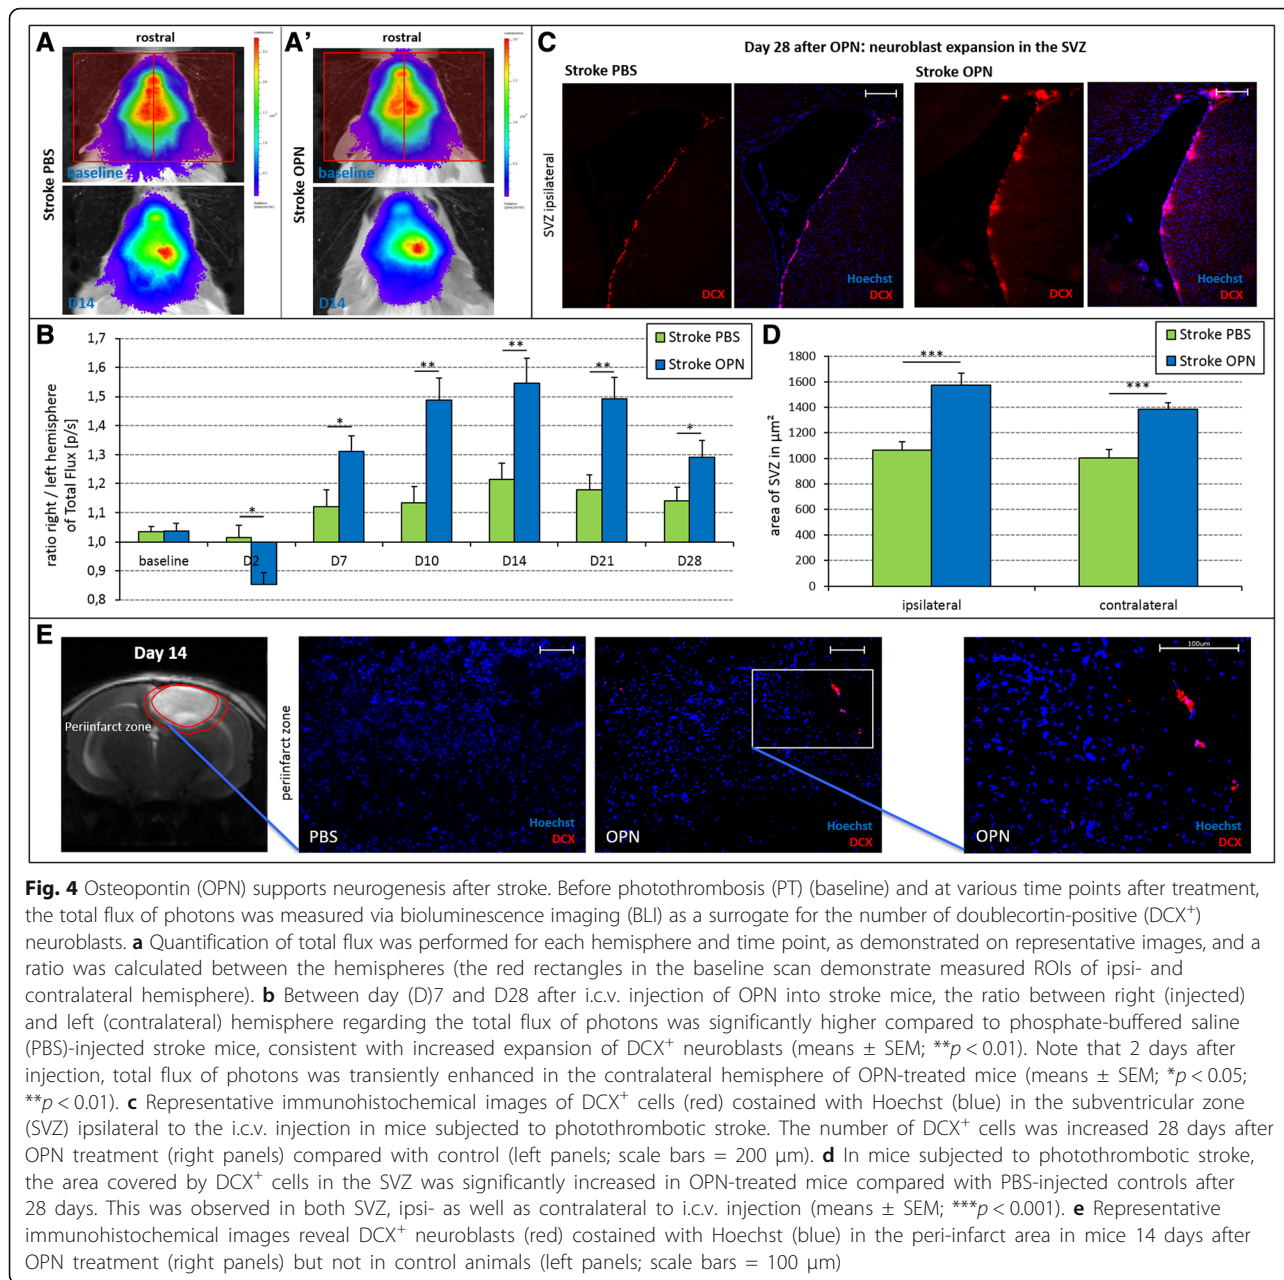 A
rostral
Stroke PBS
baseline
D14
A'
rostral
Stroke OPN
baseline
D14
C
Day 28 after OPN: neuroblast expansion in the SVZ
Stroke PBS
Stroke OPN
SVZ ipsilateral
DCX
Hoechst
DCX
DCX
Hoechst
DCX
B
ratio right / left hemisphere
of Total Flux [p/s]
1,7
1,6
1,5
1,4
1,3
1,2
1,1
1,0
0,9
0,8
Stroke PBS
Stroke OPN
*
*
**
**
**
*
baseline
D2
D7
D10
D14
D21
D28
D
Stroke PBS
Stroke OPN
area of SVZ in µm²
1800
1600
1400
1200
1000
800
600
400
200
0
***
***
ipsilateral
contralateral
E
Day 14
Periinfarct zone
periinfarct zone
PBS
Hoechst
DCX
OPN
Hoechst
DCX
100um
OPN
Hoechst
DCX
Fig. 4 Osteopontin (OPN) supports neurogenesis after stroke. Before photothrombosis (PT) (baseline) and at various time points after treatment,
the total flux of photons was measured via bioluminescence imaging (BLI) as a surrogate for the number of doublecortin-positive (DCX⁺)
neuroblasts. a Quantification of total flux was performed for each hemisphere and time point, as demonstrated on representative images, and a
ratio was calculated between the hemispheres (the red rectangles in the baseline scan demonstrate measured ROIs of ipsi- and
contralateral hemisphere). b Between day (D)7 and D28 after i.c.v. injection of OPN into stroke mice, the ratio between right (injected)
and left (contralateral) hemisphere regarding the total flux of photons was significantly higher compared to phosphate-buffered saline
(PBS)-injected stroke mice, consistent with increased expansion of DCX⁺ neuroblasts (means ± SEM; **p < 0.01). Note that 2 days after
injection, total flux of photons was transiently enhanced in the contralateral hemisphere of OPN-treated mice (means ± SEM; *p < 0.05;
**p < 0.01). c Representative immunohistochemical images of DCX⁺ cells (red) costained with Hoechst (blue) in the subventricular zone
(SVZ) ipsilateral to the i.c.v. injection in mice subjected to photothrombotic stroke. The number of DCX⁺ cells was increased 28 days after
OPN treatment (right panels) compared with control (left panels; scale bars = 200 µm). d In mice subjected to photothrombotic stroke,
the area covered by DCX⁺ cells in the SVZ was significantly increased in OPN-treated mice compared with PBS-injected controls after
28 days. This was observed in both SVZ, ipsi- as well as contralateral to i.c.v. injection (means ± SEM; ***p < 0.001). e Representative
immunohistochemical images reveal DCX⁺ neuroblasts (red) costained with Hoechst (blue) in the peri-infarct area in mice 14 days after
OPN treatment (right panels) but not in control animals (left panels; scale bars = 100 µm)